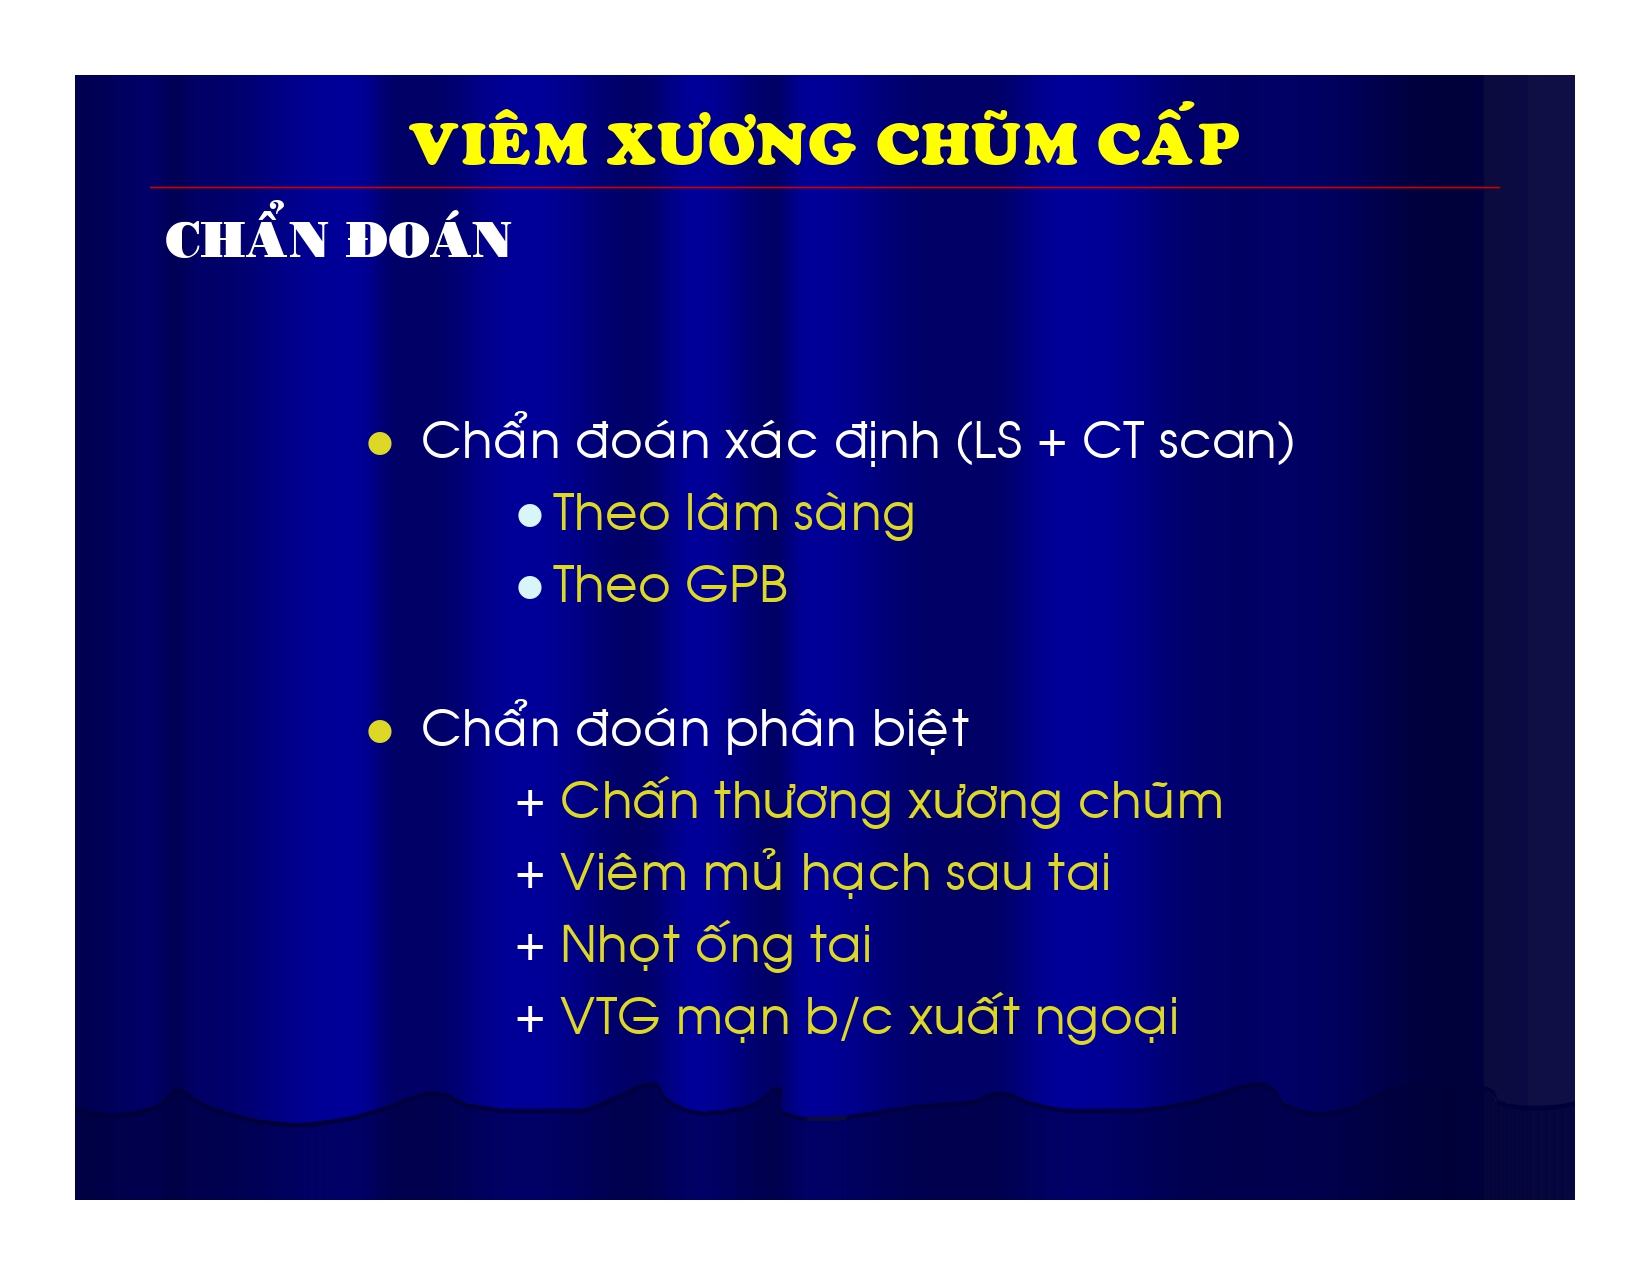 VIÊM XƯƠNG CHŨM CẤP
CHẨN ĐOÁN
● Chẩn đoán xác định (LS + CT scan)
● Theo lâm sàng
● Theo GPB
● Chẩn đoán phân biệt
+ Chấn thương xương chũm
+ Viêm mủ hạch sau tai
+ Nhọt ống tai
+ VTG mạn b/c xuất ngoại